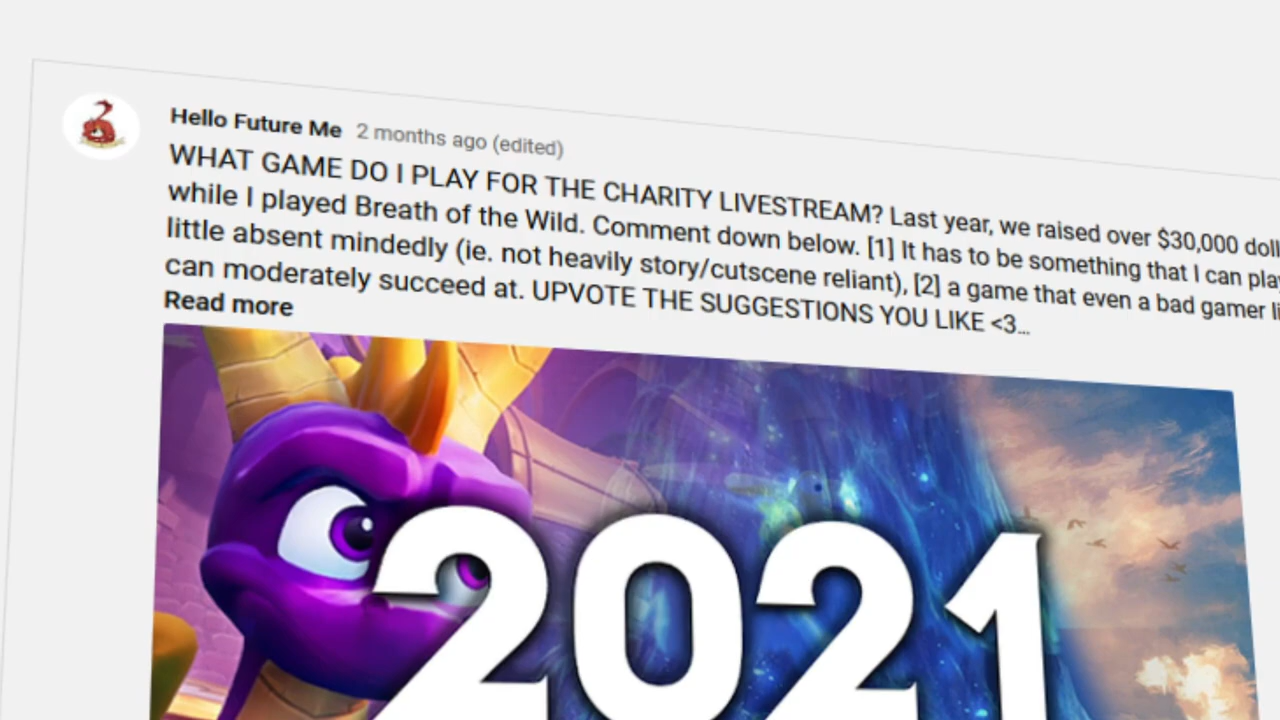 Hello Future Me 2 months ago (edited)
WHAT GAME DO I PLAY FOR THE CHARITY LIVESTREAM? Last year, we raised over $30,000 doll
while I played Breath of the Wild. Comment down below. [1] It has to be something that I can play
little absent mindedly (ie. not heavily story/cutscene reliant), [2] a game that even a bad gamer li
can moderately succeed at. UPVOTE THE SUGGESTIONS YOU LIKE <3...
Read more
2021